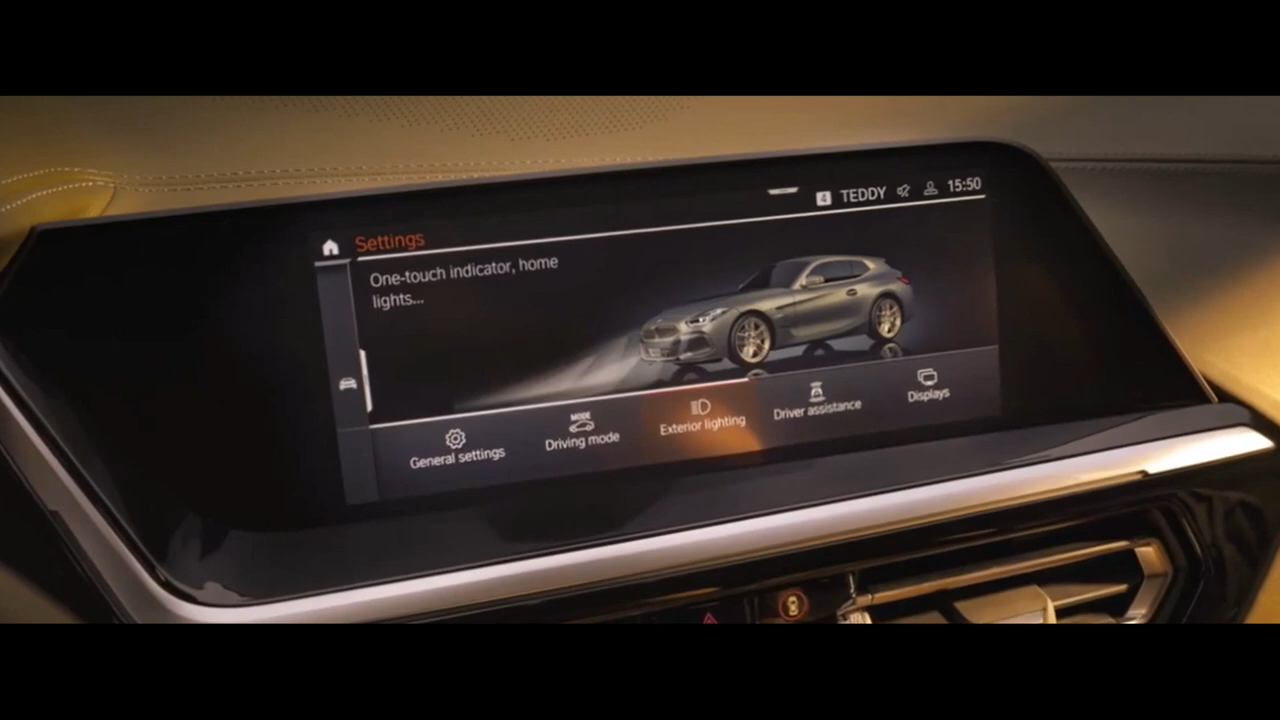 4 TEDDY 15:50
Settings
One-touch indicator, home
lights...
General settings
MODE
Driving mode
Exterior lighting
Driver assistance
Displays